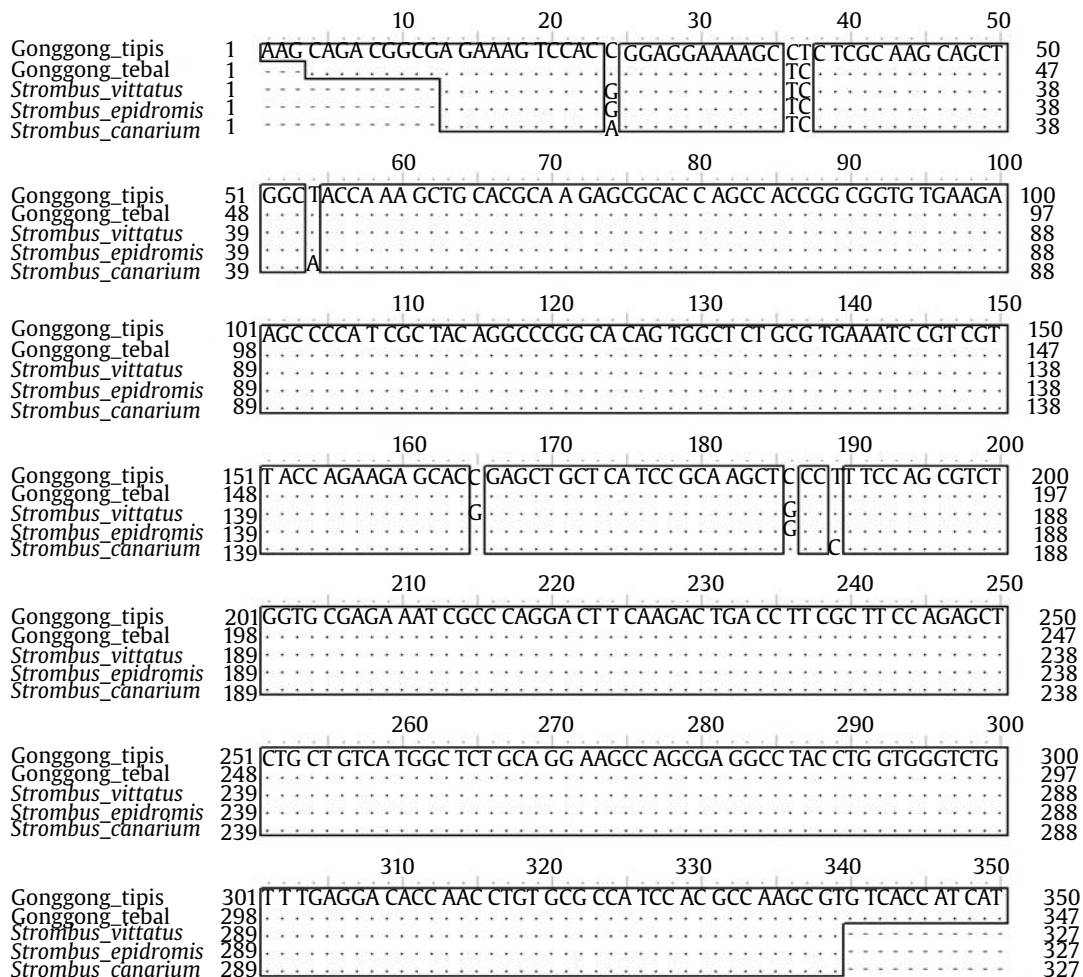 10 20 30 40 50
Gonggong_tipis 1 AAG CAGA CGGCGA GAAAG TCCAC C GGAGGAAAAGC CT C TCGC AAG CAGCT 50
Gonggong_tebal 1 TC 47
Strombus_vittatus 1 G TC 38
Strombus_epidromis 1 G TC 38
Strombus_canarium 1 A TC 38
60 70 80 90 100
Gonggong_tipis 51 GGC T ACCA AA GCTG CACGCA A GAGCGCAC C AGCC ACCGG CGGTG TGAAGA 100
Gonggong_tebal 48 97
Strombus_vittatus 39 88
Strombus_epidromis 39 88
Strombus_canarium 39 A 88
110 120 130 140 150
Gonggong_tipis 101 AGC CCCA T CGC TAC AGGCCCGG CA CAG TGGCT CT GCG TGAAATC CGT CGT 150
Gonggong_tebal 98 147
Strombus_vittatus 89 138
Strombus_epidromis 89 138
Strombus_canarium 89 138
160 170 180 190 200
Gonggong_tipis 151 T ACC AGAAGA GCAC C GAGCT GCT CA TCC GCA AGCT C CC T T TCC AG CGTCT 200
Gonggong_tebal 148 197
Strombus_vittatus 139 G G 188
Strombus_epidromis 139 G 188
Strombus_canarium 139 C 188
210 220 230 240 250
Gonggong_tipis 201 GGTG CGAGA AAT CGCC CAGGA CT T CAAGAC TGA CC TTCGC TTCC AGAGCT 250
Gonggong_tebal 198 247
Strombus_vittatus 189 238
Strombus_epidromis 189 238
Strombus_canarium 189 238
260 270 280 290 300
Gonggong_tipis 251 CTG CT GTCA TGGC TCT GCA GG AAGCC AGCGA GGCC TACC TGG TGGGTCTG 300
Gonggong_tebal 248 297
Strombus_vittatus 239 288
Strombus_epidromis 239 288
Strombus_canarium 239 288
310 320 330 340 350
Gonggong_tipis 301 T T TGAGGA CACC AAC CTGT GCG CCA TCC AC GCC AAGC GTG TCACC AT CAT 350
Gonggong_tebal 298 347
Strombus_vittatus 289 327
Strombus_epidromis 289 327
Strombus_canarium 289 327